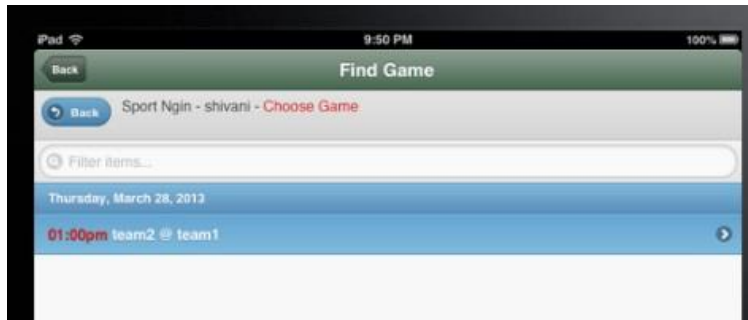 iPad 9:50 PM 100%
Back Find Game
Back Sport Ngin - shivani - Choose Game
Filter items...
Thursday, March 28, 2013
01:00pm team2 @ team1